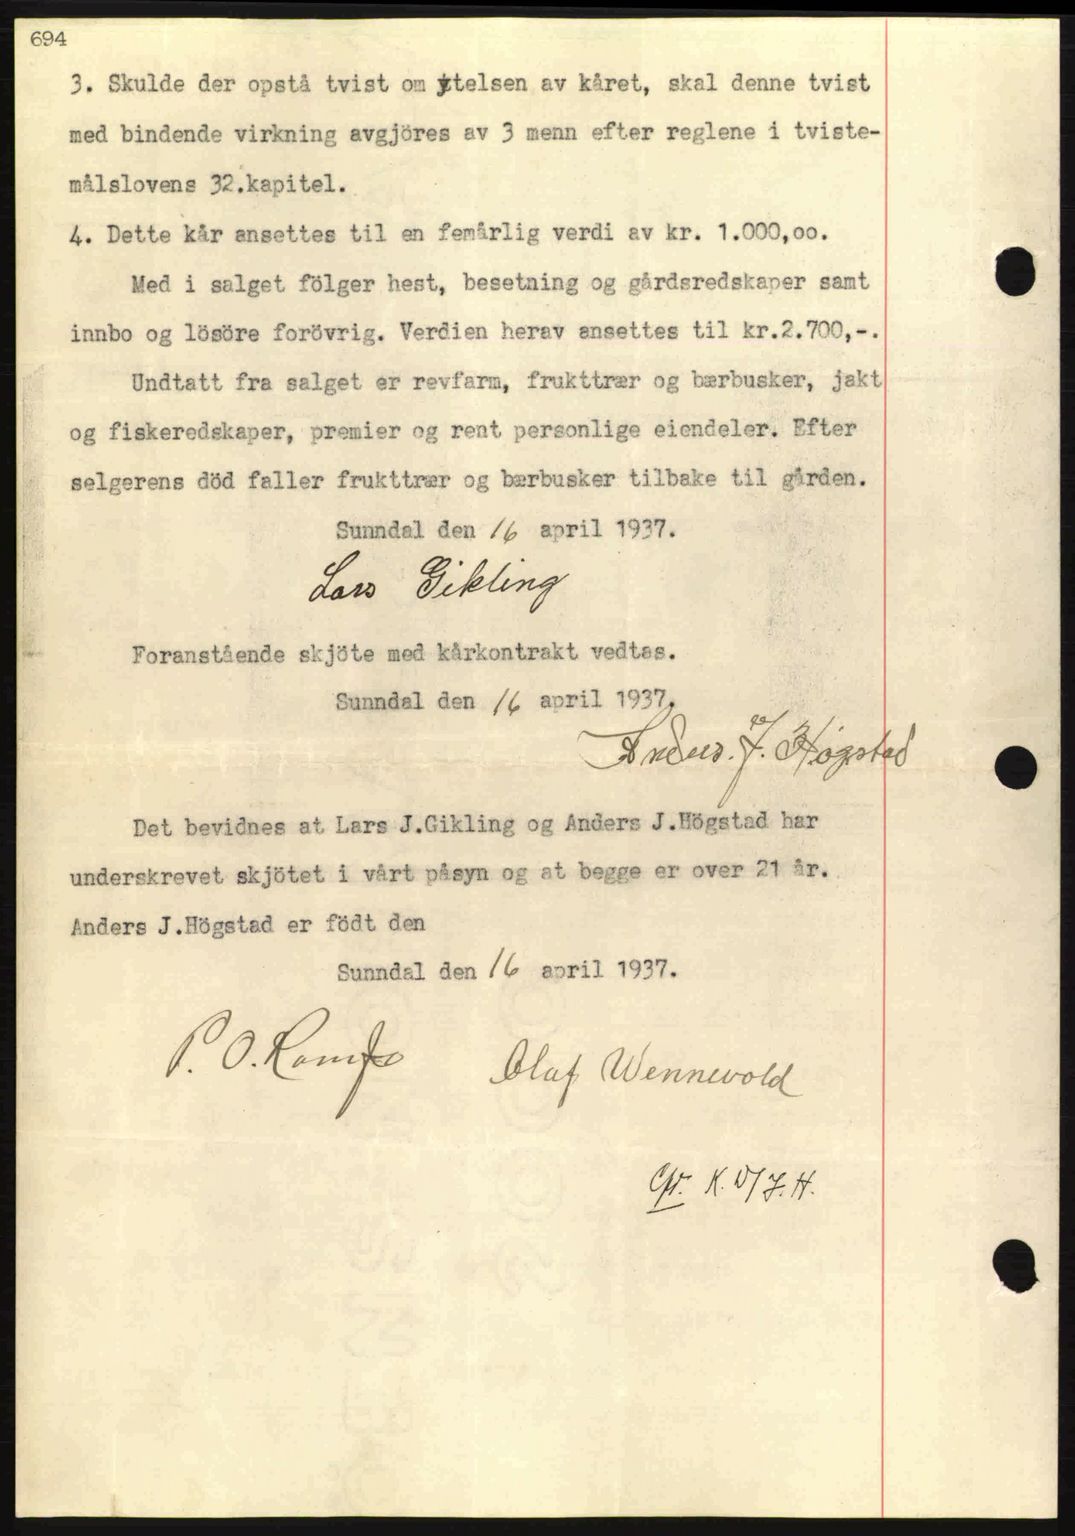 694
3. Skulde der opstå tvist om ytelsen av kåret, skal denne tvist
med bindende virkning avgjöres av 3 menn efter reglene i tviste-
målslovens 32.kapitel.
4. Dette kår ansettes til en femårlig verdi av kr. 1.000,oo.
Med i salget fölger hest, besetning og gårdsredskaper samt
innbo og lösöre forövrig. Verdien herav ansettes til kr.2.700,-.
Undtatt fra salget er revfarm, frukttrær og bærbusker, jakt
og fiskeredskaper, premier og rent personlige eiendeler. Efter
selgerens död faller frukttrær og bærbusker tilbake til gården.
Sunndal den 16 april 1937.
Lars Gikling
Foranstående skjöte med kårkontrakt vedtas.
Sunndal den 16 april 1937.
Anders. J. Høgstad
Det bevidnes at Lars J.Gikling og Anders J.Högstad har
underskrevet skjötet i vårt påsyn og at begge er over 21 år.
Anders J.Högstad er födt den
Sunndal den 16 april 1937.
P. O. Romfo Olaf Wennevold
K. W/J.H.